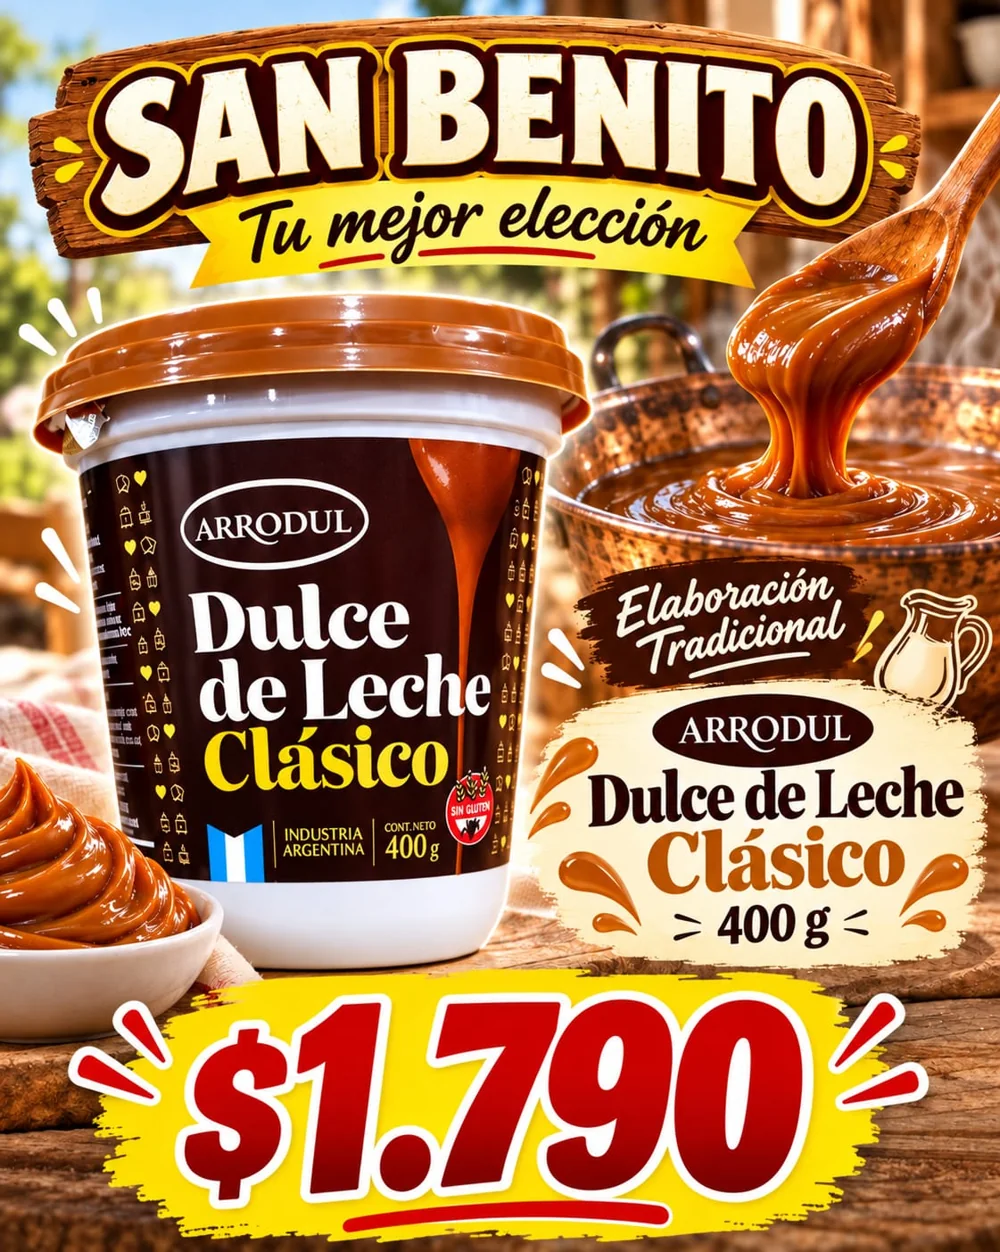 SAN BENITO
Tu mejor elección
ARRODUL
Dulce
de Leche
Clásico
SIN GLUTEN
INDUSTRIA
ARGENTINA
CONT. NETO
400 g
Elaboración
Tradicional
ARRODUL
Dulce de Leche
Clásico
400 g
$1.790